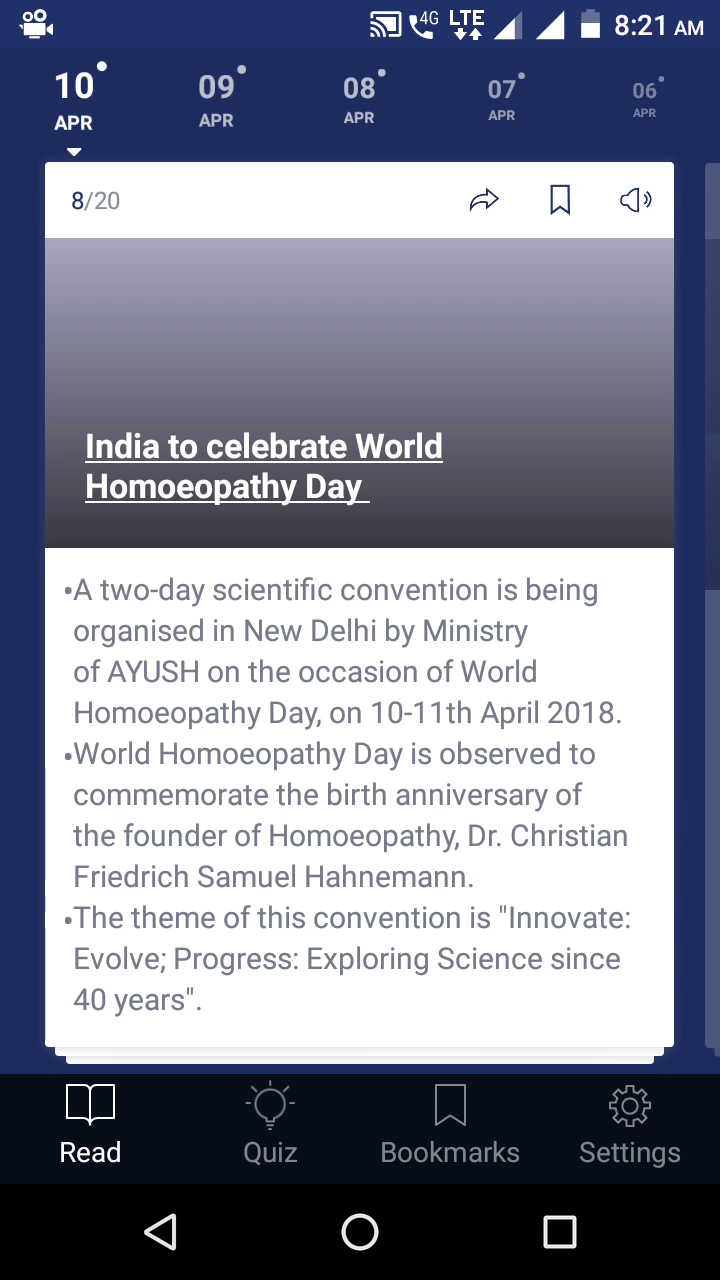 4G LTE 8:21 AM
10 09 08 07 06
APR APR APR APR APR
8/20
India to celebrate World
Homoeopathy Day
•A two-day scientific convention is being
organised in New Delhi by Ministry
of AYUSH on the occasion of World
Homoeopathy Day, on 10-11th April 2018.
•World Homoeopathy Day is observed to
commemorate the birth anniversary of
the founder of Homoeopathy, Dr. Christian
Friedrich Samuel Hahnemann.
•The theme of this convention is "Innovate:
Evolve; Progress: Exploring Science since
40 years".
Read Quiz Bookmarks Settings